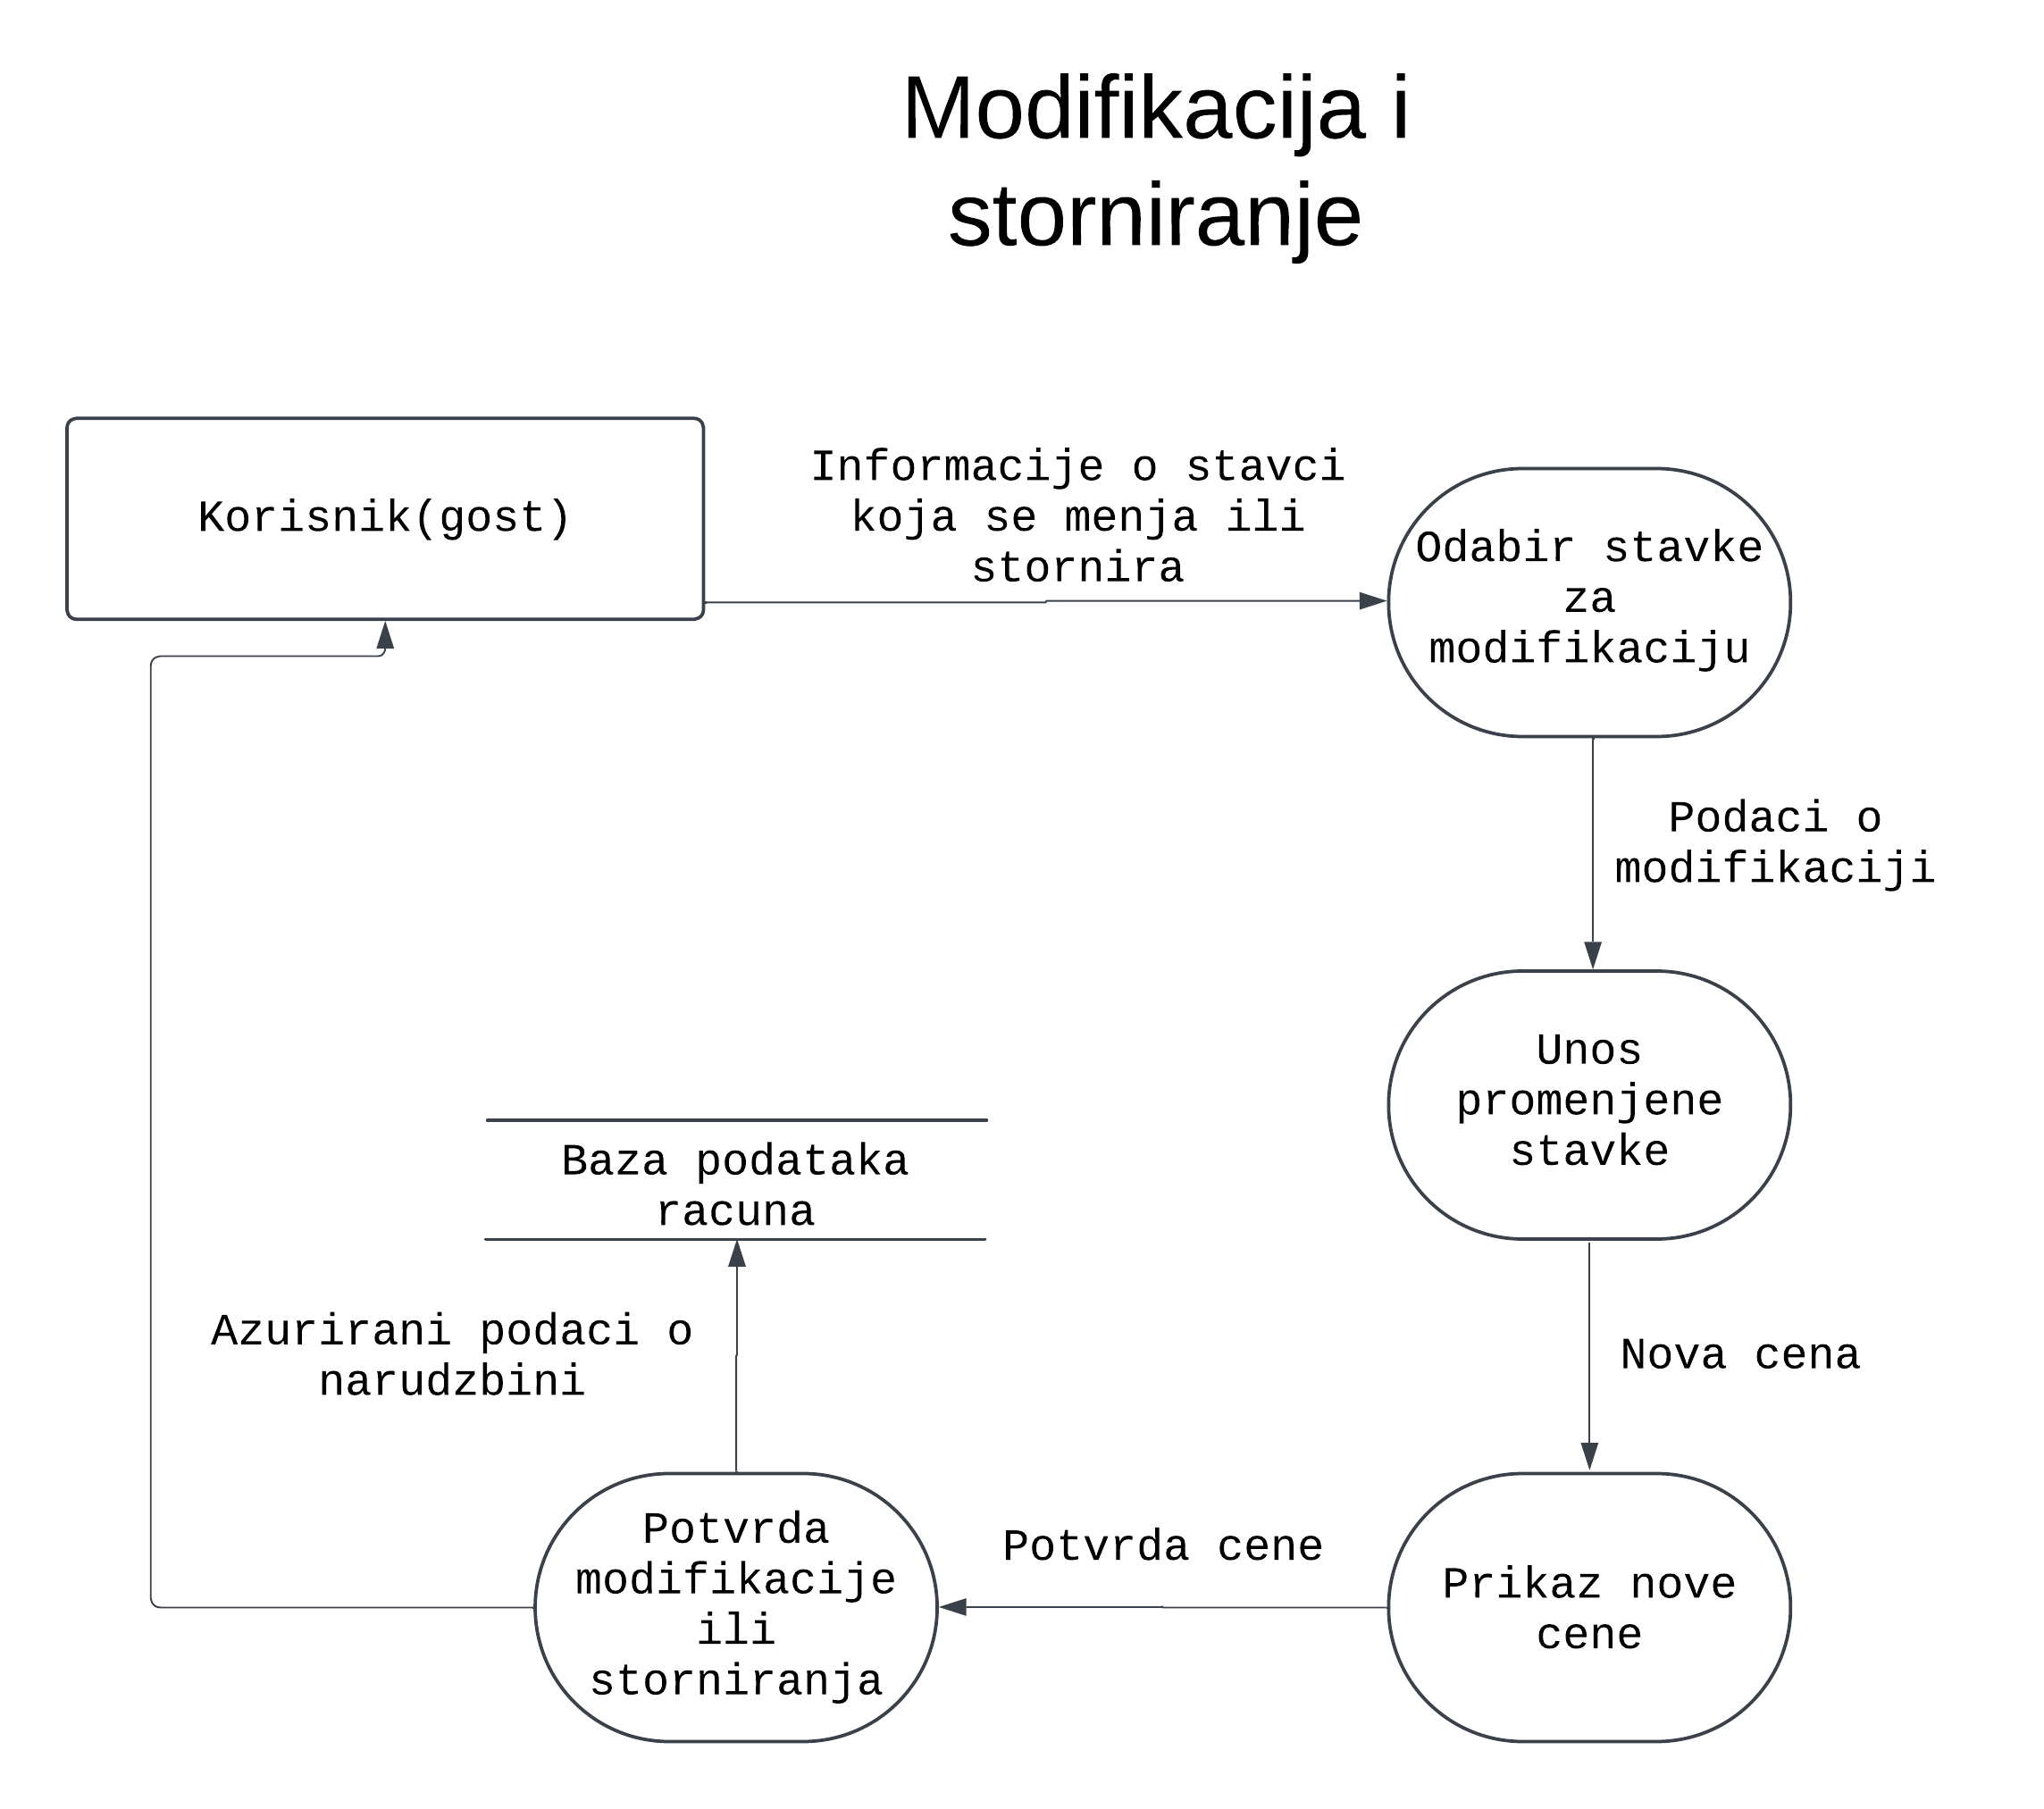 Modifikacija i
storniranje
Korisnik(gost)
Informacije o stavci
koja se menja ili
stornira
Odabir stavke
za
modifikaciju
Podaci o
modifikaciji
Unos
promenjene
stavke
Baza podataka
racuna
Azurirani podaci o
narudzbini
Nova cena
Potvrda
modifikacije
ili
storniranja
Potvrda cene
Prikaz nove
cene